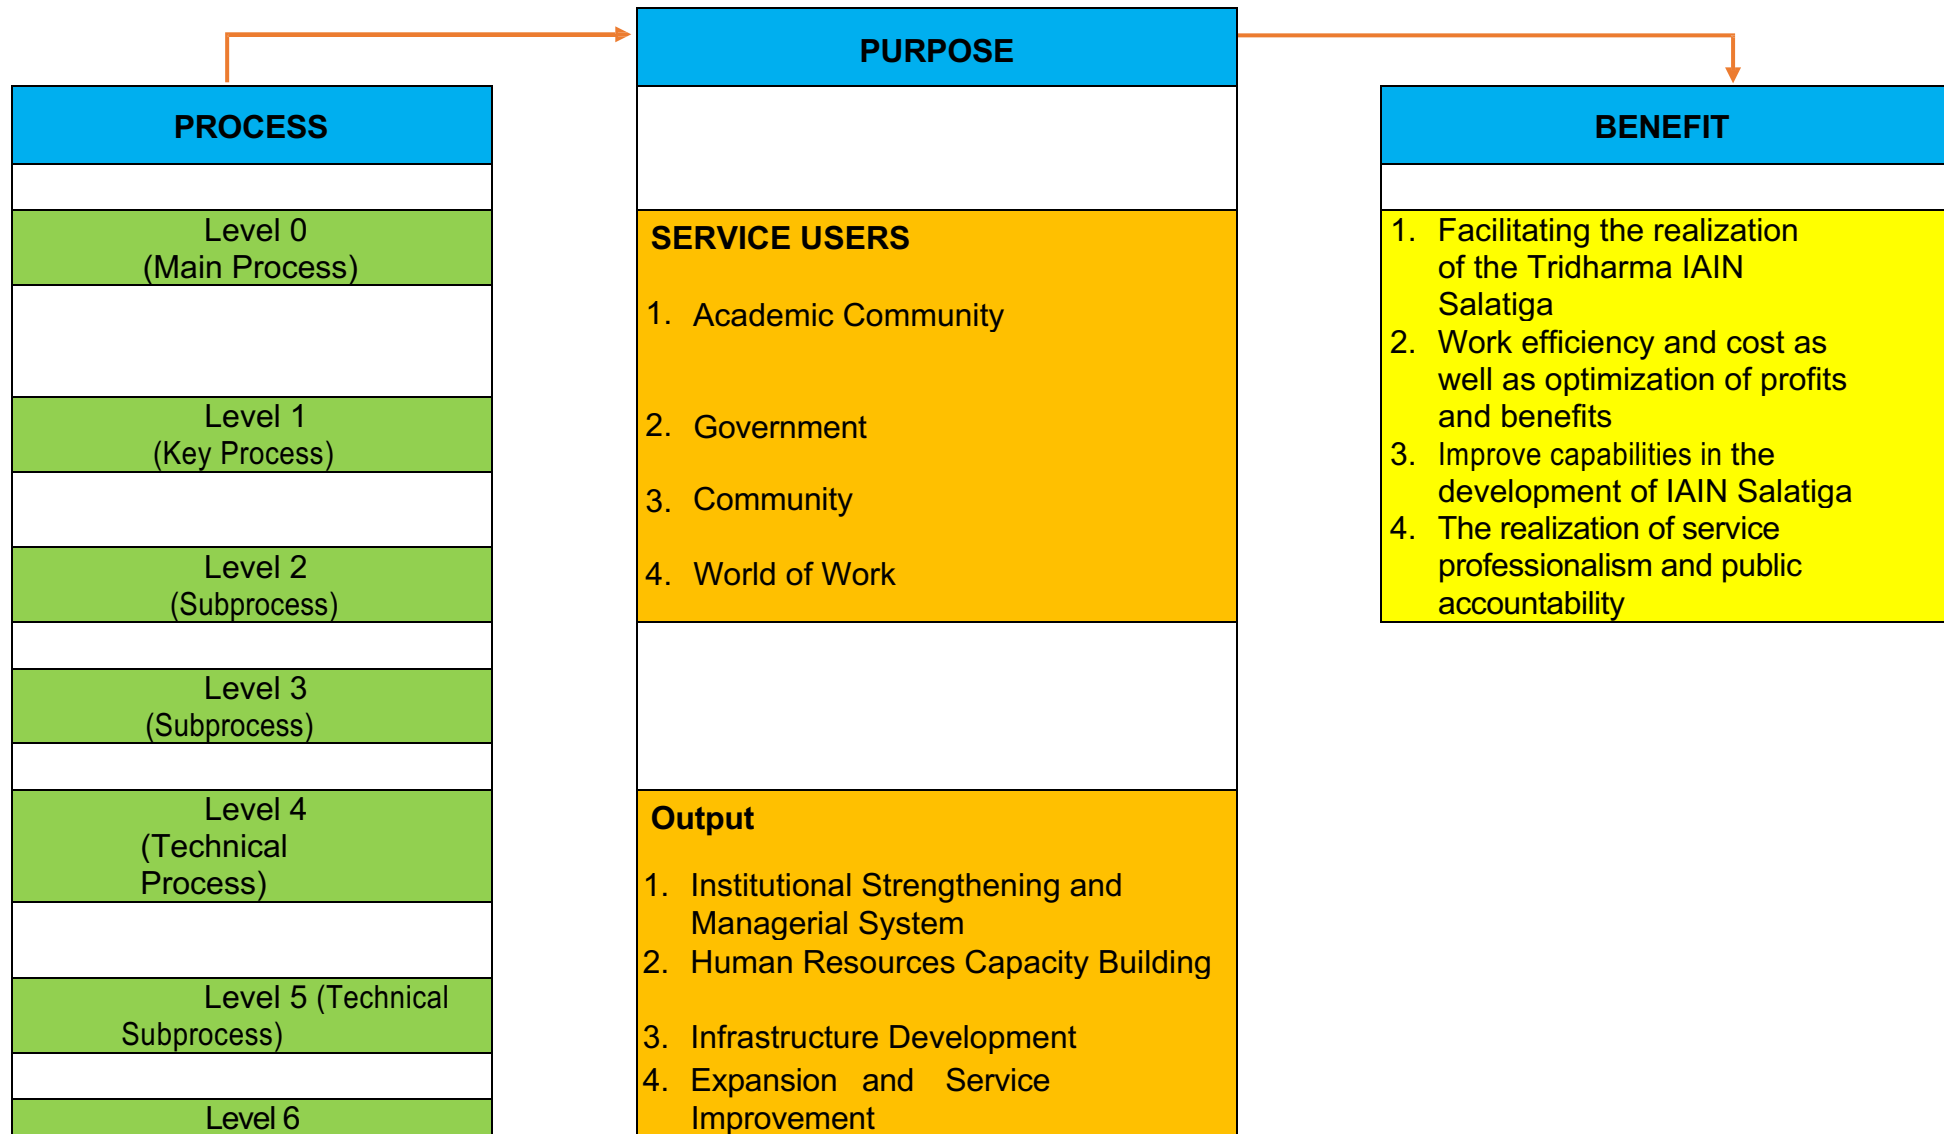 PURPOSE
PROCESS
BENEFIT
Level 0
(Main Process)
Level 1
(Key Process)
Level 2
(Subprocess)
Level 3
(Subprocess)
Level 4
(Technical
Process)
Level 5 (Technical
Subprocess)
Level 6
SERVICE USERS
1. Academic Community
2. Government
3. Community
4. World of Work
Output
1. Institutional Strengthening and
Managerial System
2. Human Resources Capacity Building
3. Infrastructure Development
4. Expansion and Service
Improvement
1. Facilitating the realization
of the Tridharma IAIN
Salatiga
2. Work efficiency and cost as
well as optimization of profits
and benefits
3. Improve capabilities in the
development of IAIN Salatiga
4. The realization of service
professionalism and public
accountability